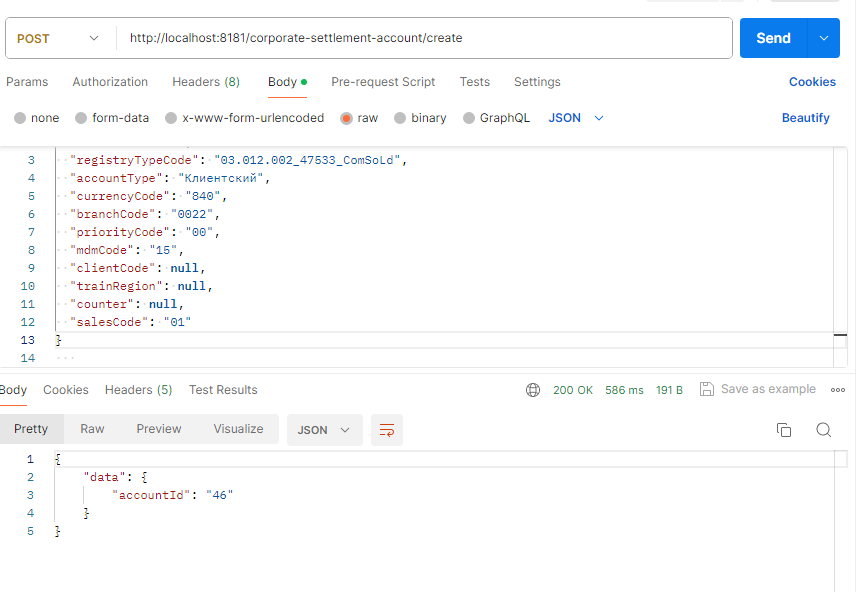 POST http://localhost:8181/corporate-settlement-account/create Send
Params Authorization Headers (8) Body Pre-request Script Tests Settings Cookies
none form-data x-www-form-urlencoded raw binary GraphQL JSON Beautify
3 "registryTypeCode": "03.012.002_47533_ComSoLd",
4 "accountType": "Клиентский",
5 "currencyCode": "840",
6 "branchCode": "0022",
7 "priorityCode": "00",
8 "mdmCode": "15",
9 "clientCode": null,
10 "trainRegion": null,
11 "counter": null,
12 "salesCode": "01"
13 }
14
Body Cookies Headers (5) Test Results 200 OK 586 ms 191 B Save as example
Pretty Raw Preview Visualize JSON
1 {
2 "data": {
3 "accountId": "46"
4 }
5 }